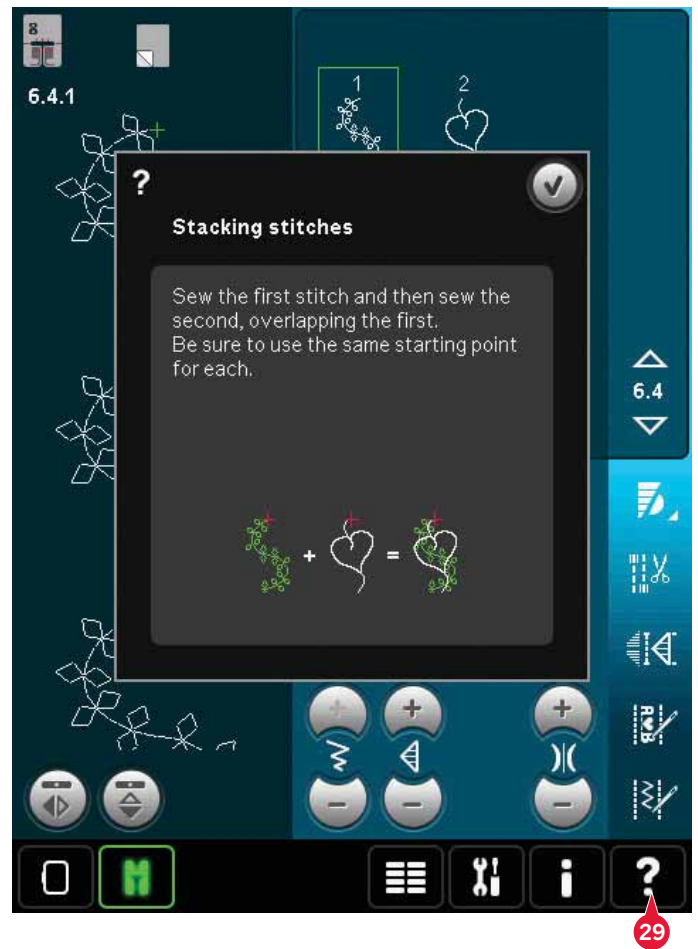 8
6.4.1
1 2
?
Stacking stitches
Sew the first stitch and then sew the
second, overlapping the first.
Be sure to use the same starting point
for each.
+ =
6.4
A♥B
+ + +
- - -
i ?
29